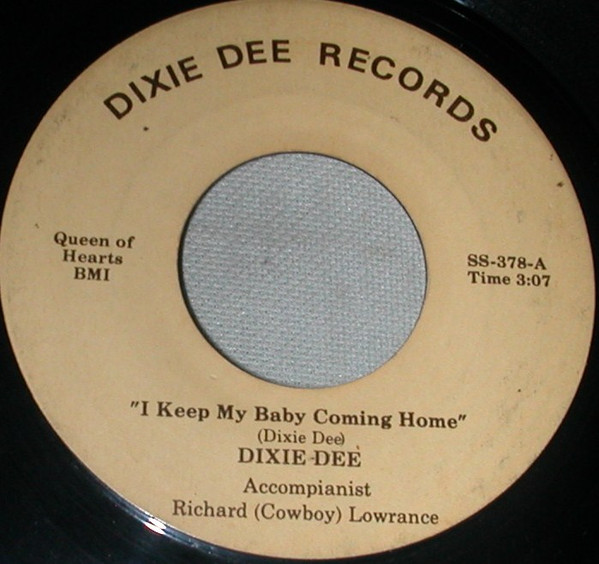 DIXIE DEE RECORDS
Queen of
Hearts
BMI
SS-378-A
Time 3:07
"I Keep My Baby Coming Home"
(Dixie Dee)
DIXIE DEE
Accompianist
Richard (Cowboy) Lowrance